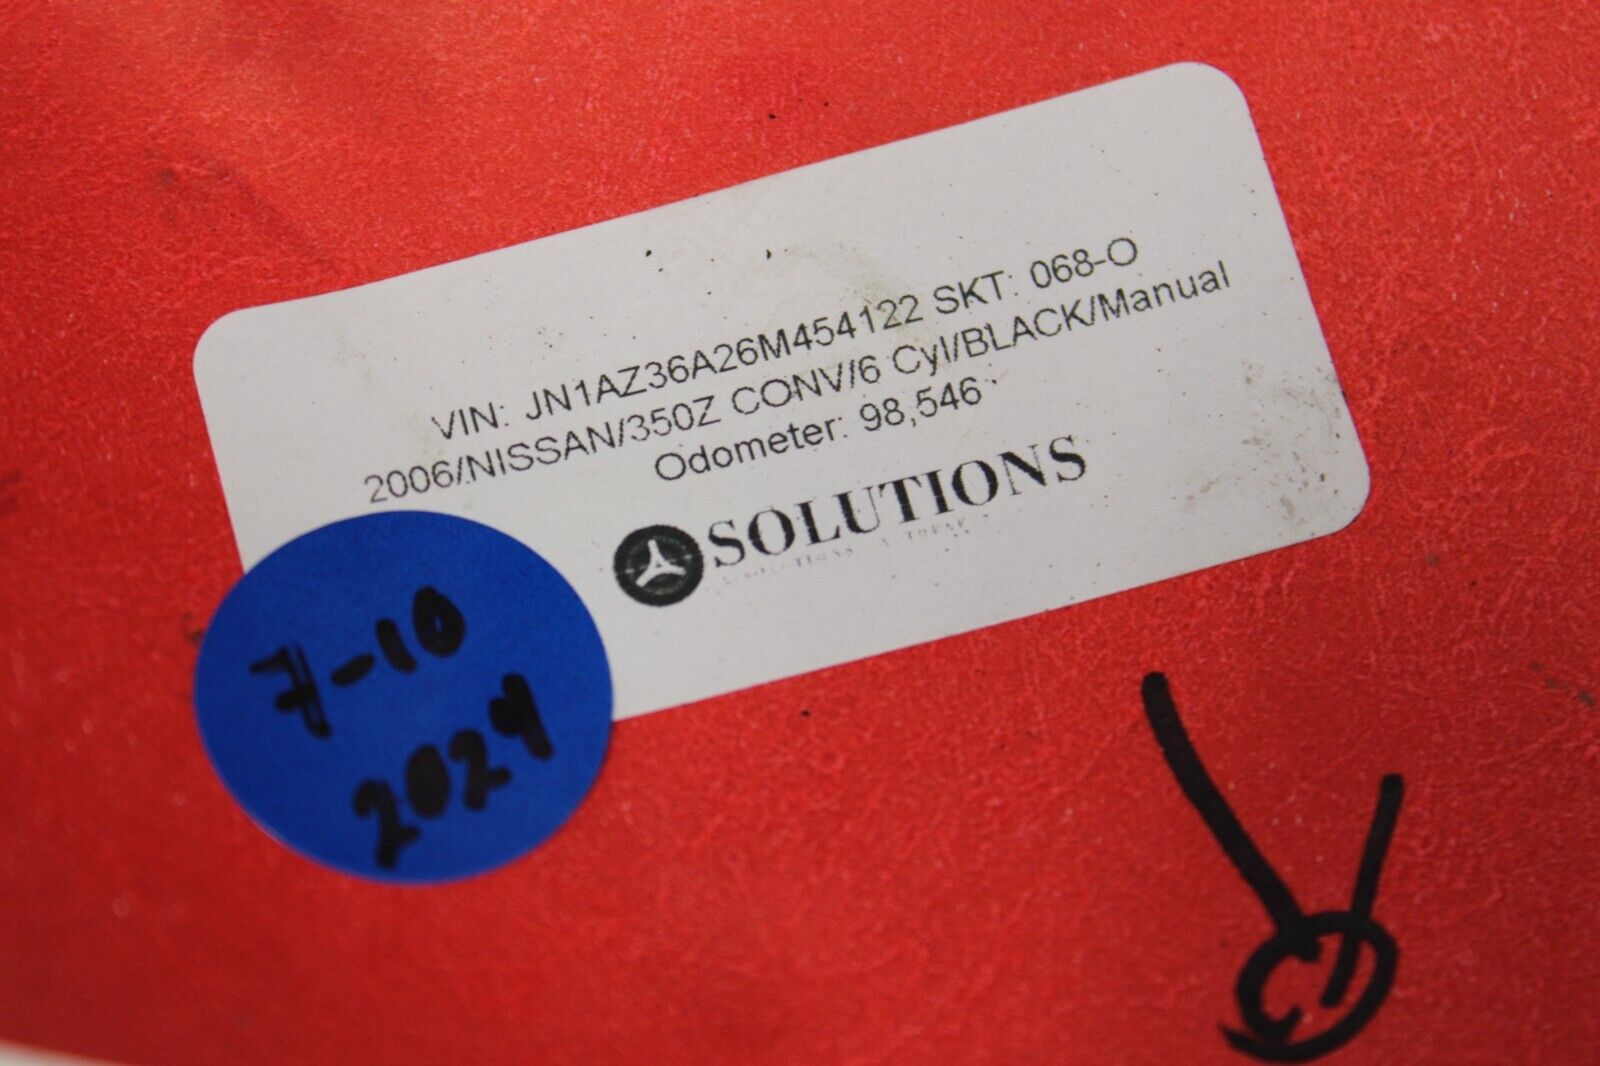 VIN: JN1AZ36A26M454122 SKT: 068-O
2006/NISSAN/350Z CONV/6 Cyl/BLACK/Manual
Odometer: 98,546
SOLUTIONS
7-10
2024